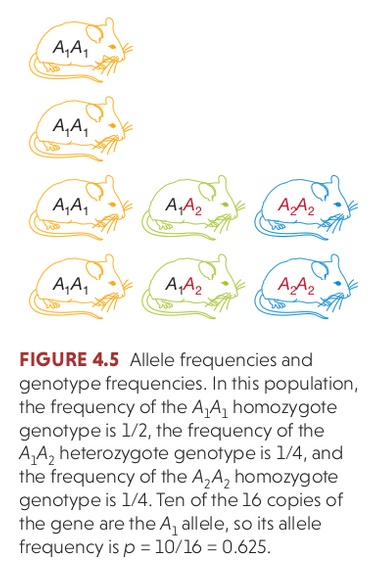 A₁A₁
A₁A₁
A₁A₁ A₁A₂ A₂A₂
A₁A₁ A₁A₂ A₂A₂
FIGURE 4.5 Allele frequencies and
genotype frequencies. In this population,
the frequency of the A₁A₁ homozygote
genotype is 1/2, the frequency of the
A₁A₂ heterozygote genotype is 1/4, and
the frequency of the A₂A₂ homozygote
genotype is 1/4. Ten of the 16 copies of
the gene are the A₁ allele, so its allele
frequency is p = 10/16 = 0.625.